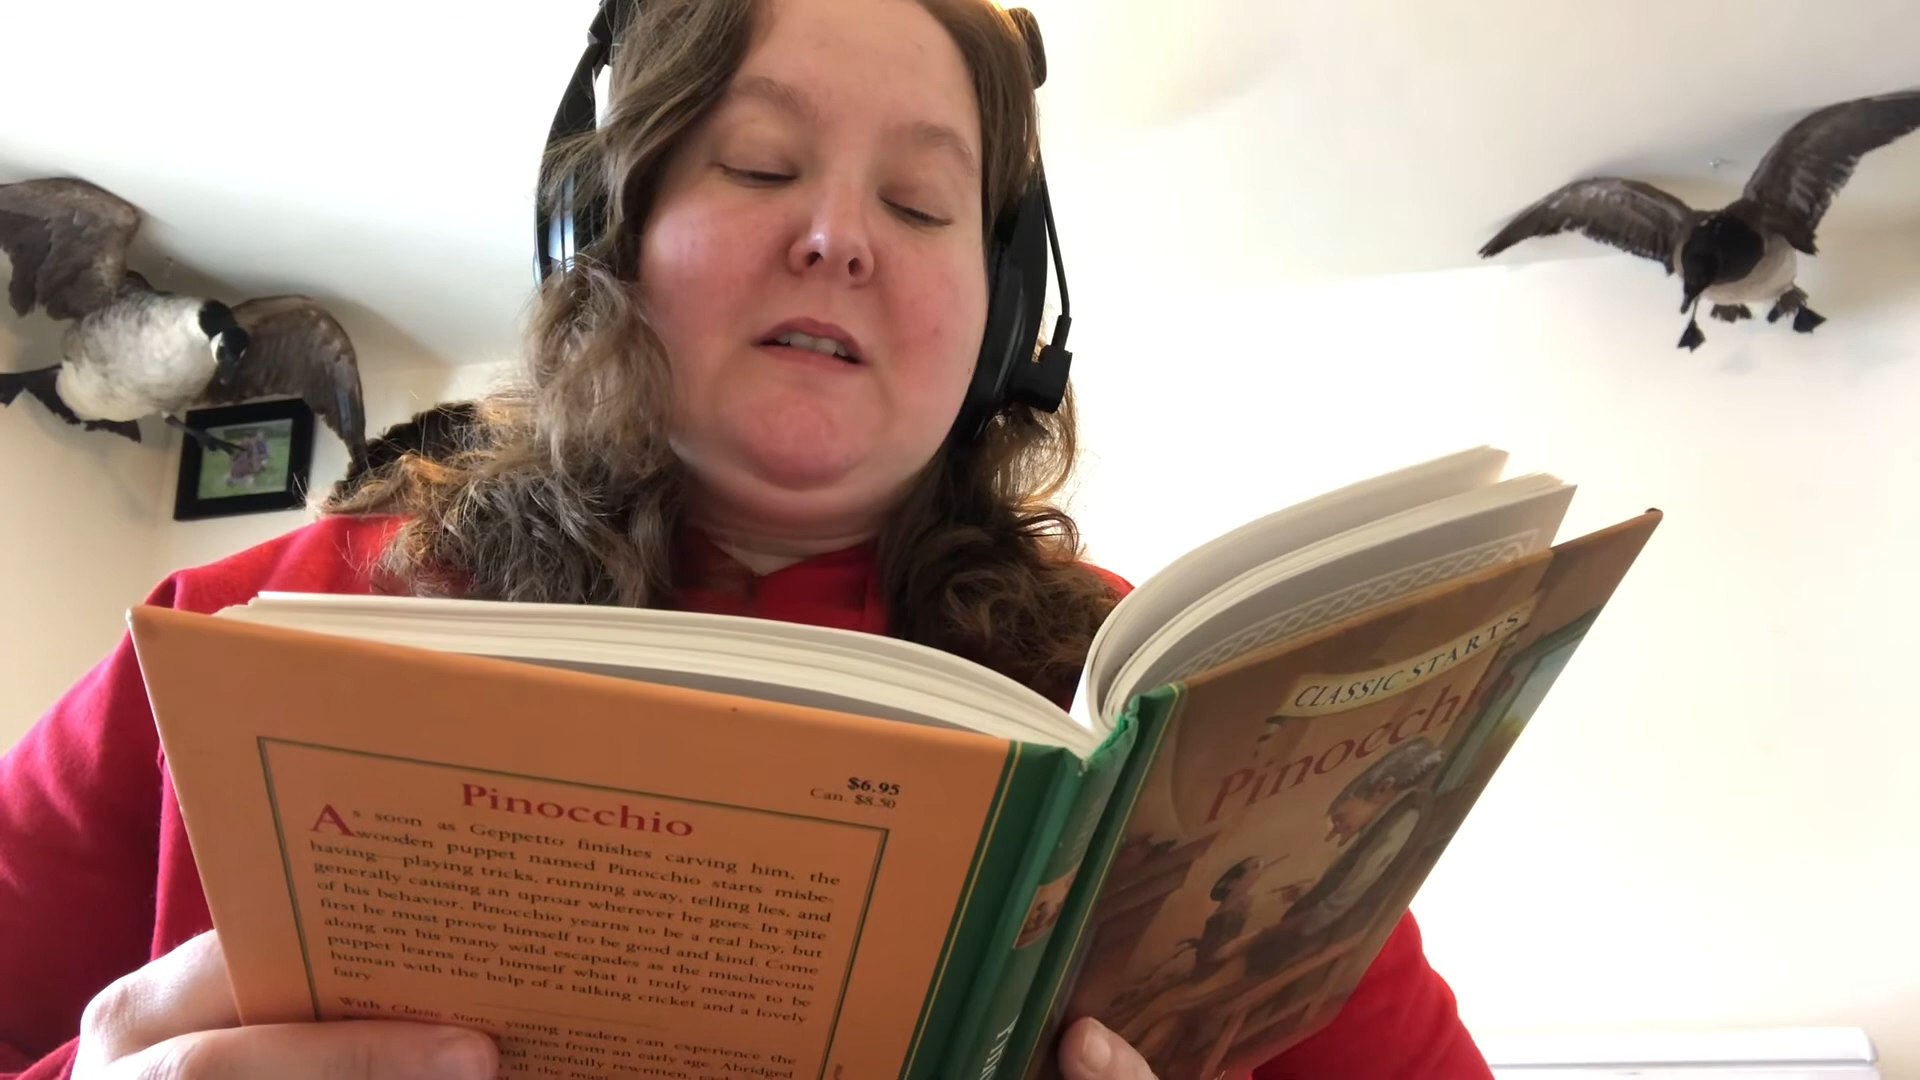 Pinocchio
$6.95
Can. $8.50
As soon as Geppetto finishes carving him, the
wooden puppet named Pinocchio starts misbe-
having—playing tricks, running away, telling lies, and
generally causing an uproar wherever he goes. In spite
of his behavior, Pinocchio yearns to be a real boy, but
first he must prove himself to be good and kind. Come
along on his many wild escapades as the mischievous
puppet learns for himself what it truly means to be
human with the help of a talking cricket and a lovely
fairy.
With Classic Starts, young readers can experience the
stories from an early age. Abridged
and carefully rewritten,
all the
CLASSIC STARTS
Pinocchio